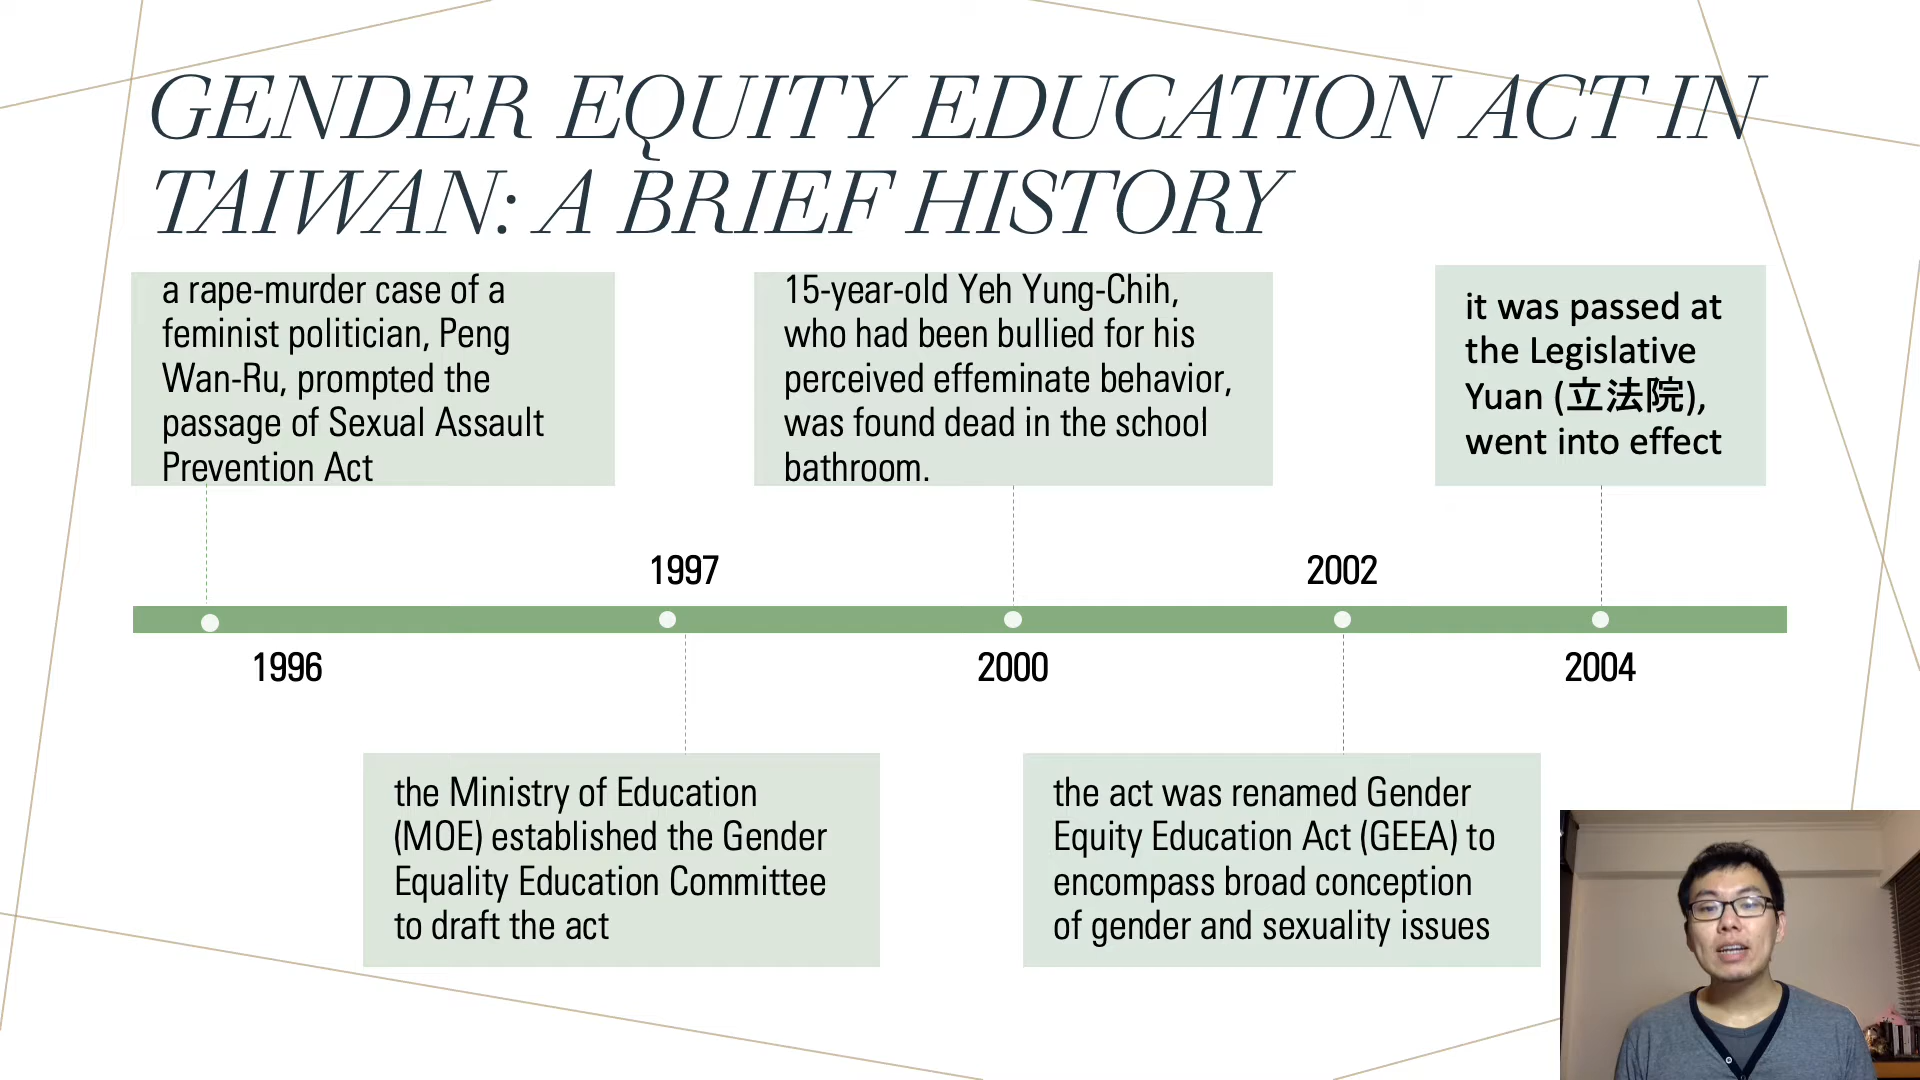 GENDER EQUITY EDUCATION ACT IN
TAIWAN: A BRIEF HISTORY
a rape-murder case of a
feminist politician, Peng
Wan-Ru, prompted the
passage of Sexual Assault
Prevention Act
15-year-old Yeh Yung-Chih,
who had been bullied for his
perceived effeminate behavior,
was found dead in the school
bathroom.
it was passed at
the Legislative
Yuan (立法院),
went into effect
1997
2002
1996
2000
2004
the Ministry of Education
(MOE) established the Gender
Equality Education Committee
to draft the act
the act was renamed Gender
Equity Education Act (GEEA) to
encompass broad conception
of gender and sexuality issues